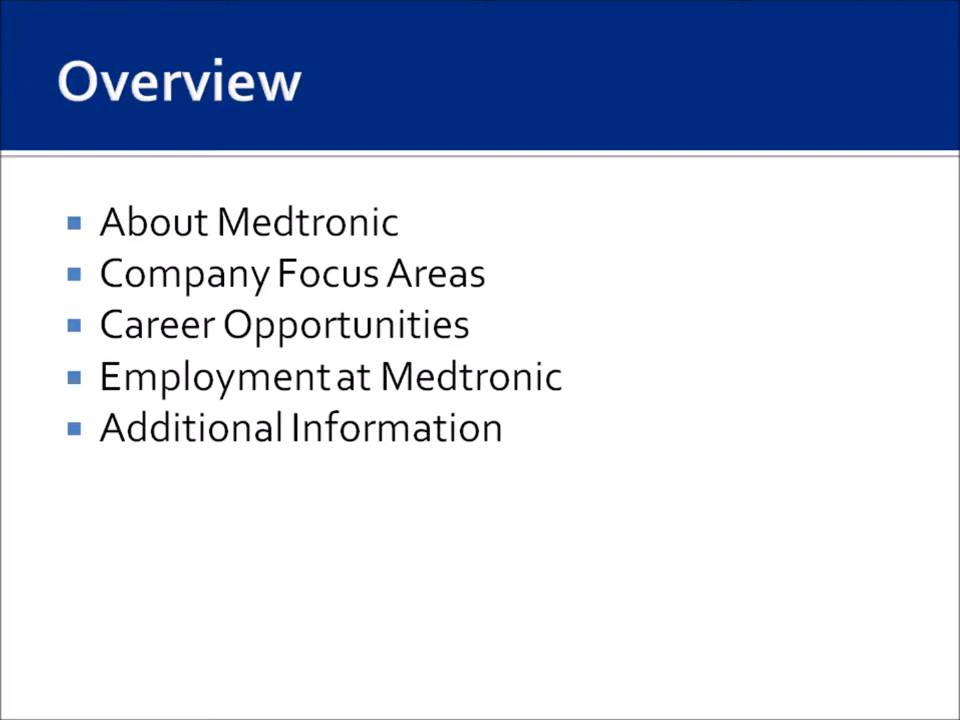 Overview
About Medtronic
Company Focus Areas
Career Opportunities
Employment at Medtronic
Additional Information